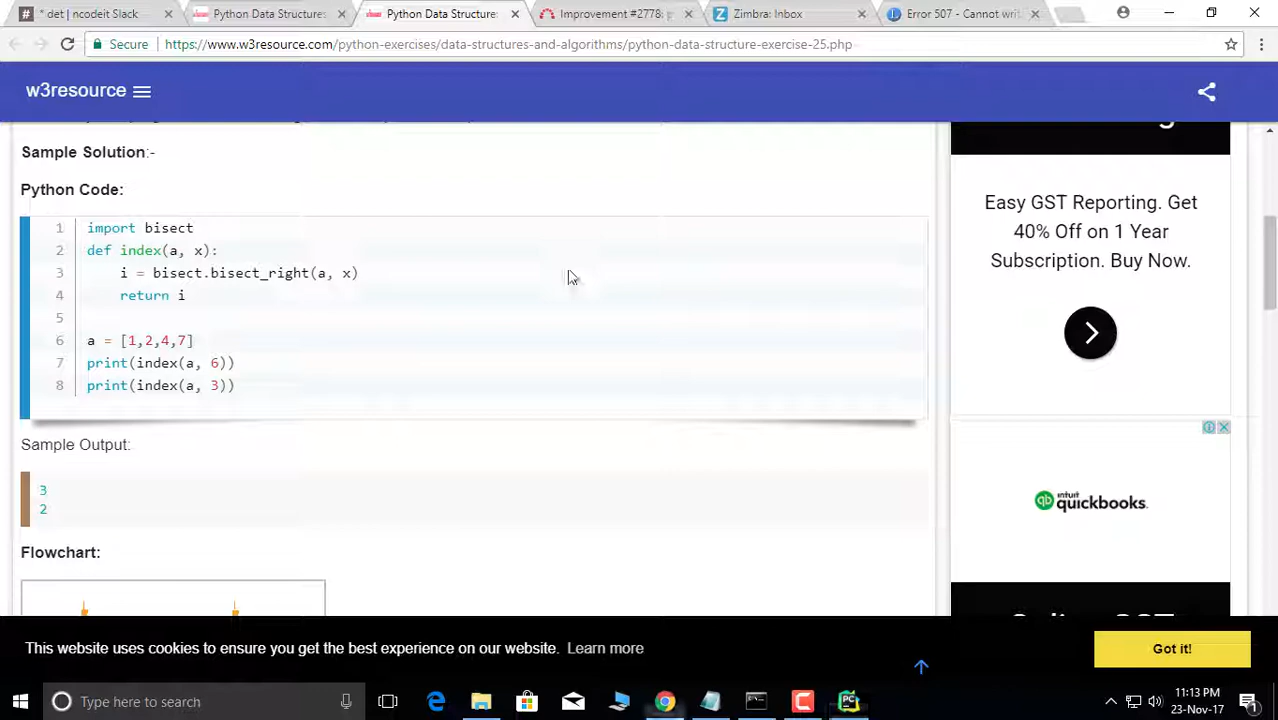 * det | ncodeit Slack
Python Data Structures
Python Data Structure
Improvement #2778: p
Zimbra: Inbox
Error 507 - Cannot writ
Secure
https://www.w3resource.com/python-exercises/data-structures-and-algorithms/python-data-structure-exercise-25.php
w3resource
Sample Solution:-
Python Code:
1 import bisect
2 def index(a, x):
3 i = bisect.bisect_right(a, x)
4 return i
5
6 a = [1,2,4,7]
7 print(index(a, 6))
8 print(index(a, 3))
Sample Output:
3
2
Flowchart:
Easy GST Reporting. Get
40% Off on 1 Year
Subscription. Buy Now.
intuit
quickbooks.
This website uses cookies to ensure you get the best experience on our website. Learn more
Got it!
Type here to search
11:13 PM
23-Nov-17